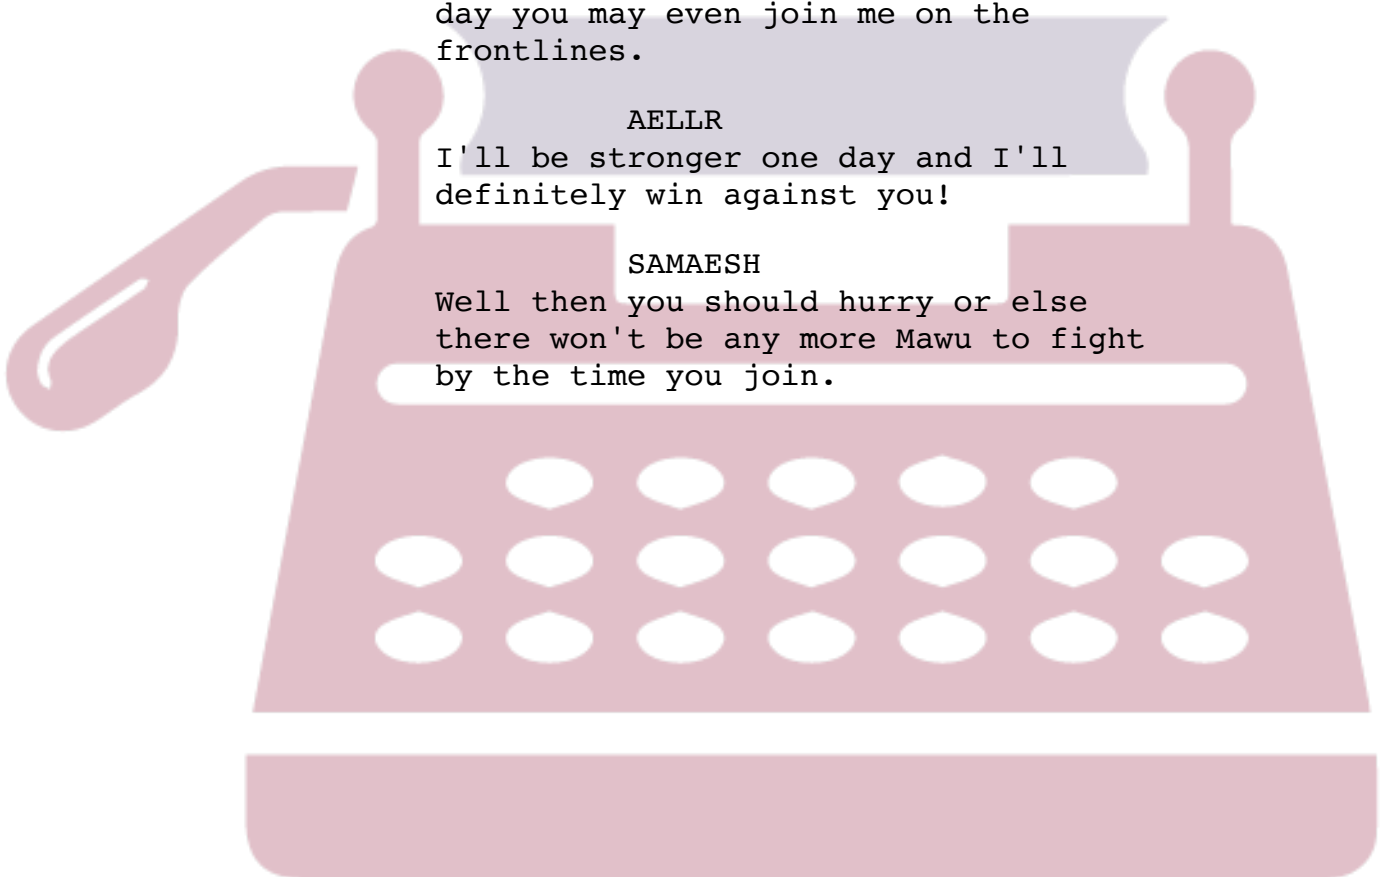 day you may even join me on the
frontlines.
AELLR
I'll be stronger one day and I'll
definitely win against you!
SAMAESH
Well then you should hurry or else
there won't be any more Mawu to fight
by the time you join.